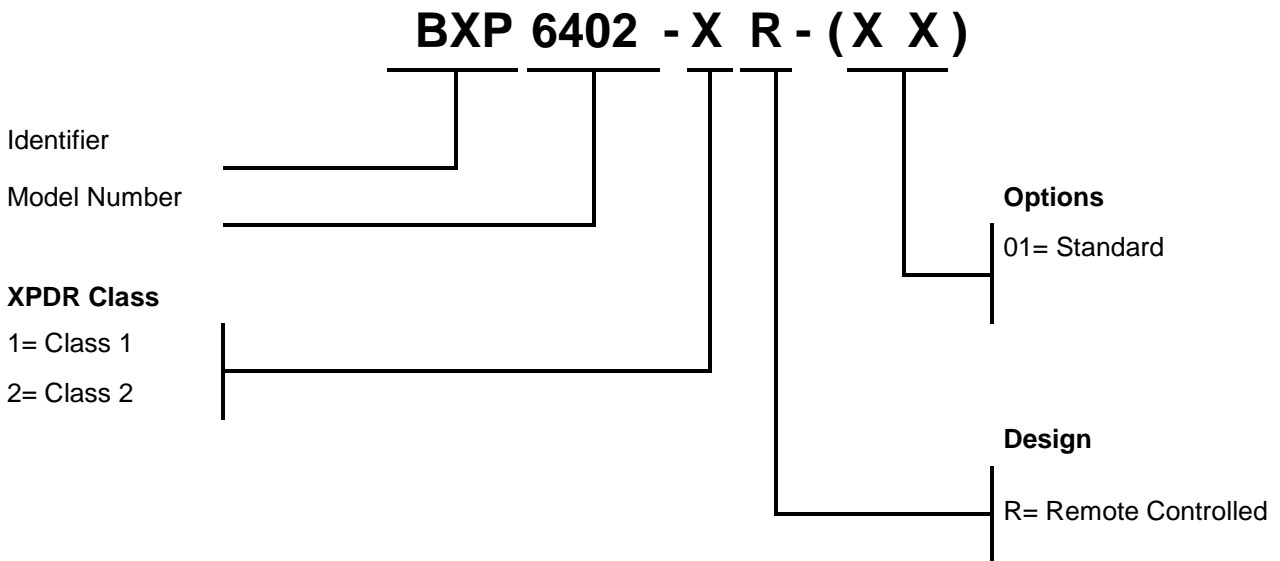 BXP 6402 - X R - ( X X )
Identifier
Model Number
XPDR Class
1= Class 1
2= Class 2
Options
01= Standard
Design
R= Remote Controlled